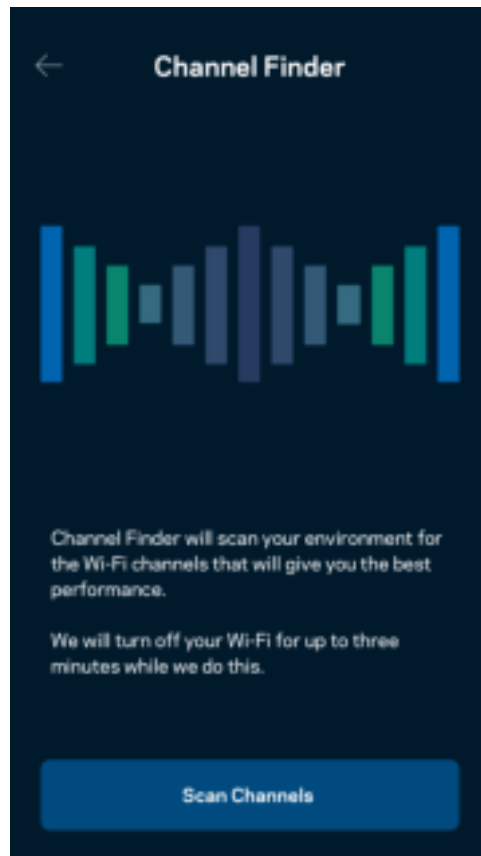 Channel Finder
Channel Finder will scan your environment for
the Wi-Fi channels that will give you the best
performance.
We will turn off your Wi-Fi for up to three
minutes while we do this.
Scan Channels